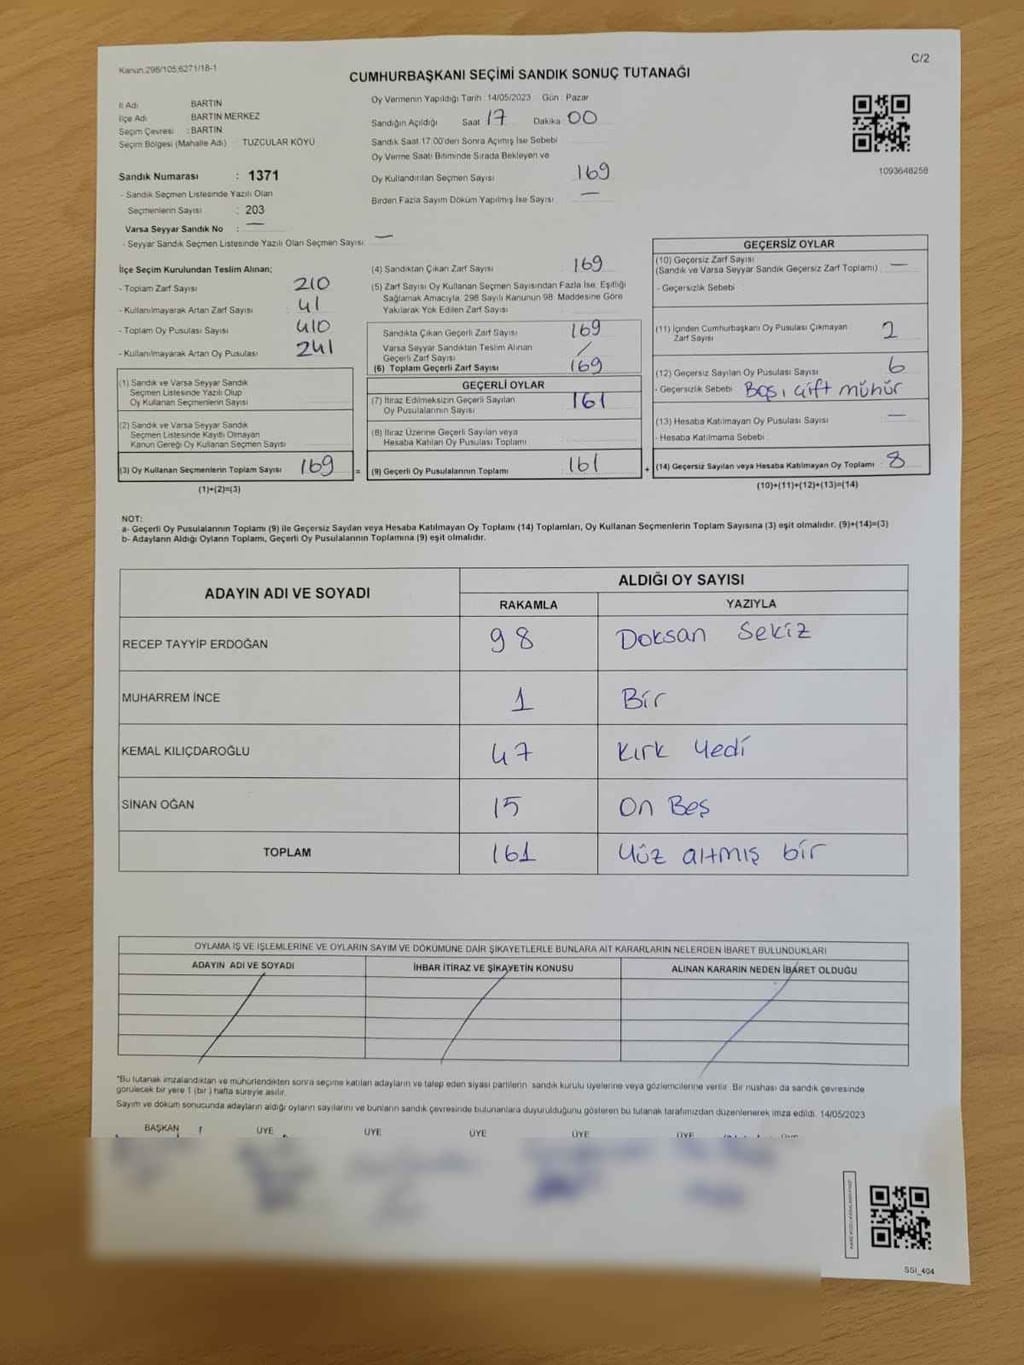 Kanun.298/105;6271/18-1
C/2
CUMHURBAŞKANI SEÇİMİ SANDIK SONUÇ TUTANAĞI
İl Adı BARTIN
İlçe Adı BARTIN MERKEZ
Seçim Çevresi : BARTIN
Seçim Bölgesi (Mahalle Adı) TUZCULAR KÖYÜ
Sandık Numarası : 1371
- Sandık Seçmen Listesinde Yazılı Olan
Seçmenlerin Sayısı : 203
Varsa Seyyar Sandık No : —
- Seyyar Sandık Seçmen Listesinde Yazılı Olan Seçmen Sayısı —
Oy Vermenin Yapıldığı Tarih : 14/05/2023 Gün : Pazar
Sandığın Açıldığı Saat 17 Dakika 00
Sandık Saat 17:00'den Sonra Açılmış İse Sebebi
Oy Verme Saati Bitiminde Sırada Bekleyen ve
Oy Kullandırılan Seçmen Sayısı 169
Birden Fazla Sayım Döküm Yapılmış İse Sayısı —
1093648258
İlçe Seçim Kurulundan Teslim Alınan;
- Toplam Zarf Sayısı 210
- Kullanılmayarak Artan Zarf Sayısı 41
- Toplam Oy Pusulası Sayısı 410
- Kullanılmayarak Artan Oy Pusulası 241
(1) Sandık ve Varsa Seyyar Sandık
Seçmen Listesinde Yazılı Olup
Oy Kullanan Seçmenlerin Sayısı
(2) Sandık ve Varsa Seyyar Sandık
Seçmen Listesinde Kayıtlı Olmayan
Kanun Gereği Oy Kullanan Seçmen Sayısı
(3) Oy Kullanan Seçmenlerin Toplam Sayısı 169 =
(1)+(2)=(3)
(4) Sandıktan Çıkan Zarf Sayısı 169
(5) Zarf Sayısı Oy Kullanan Seçmen Sayısından Fazla İse, Eşitliği
Sağlamak Amacıyla, 298 Sayılı Kanunun 98. Maddesine Göre
Yakılarak Yok Edilen Zarf Sayısı
Sandıkta Çıkan Geçerli Zarf Sayısı 169
Varsa Seyyar Sandıktan Teslim Alınan
Geçerli Zarf Sayısı /
(6) Toplam Geçerli Zarf Sayısı 169
GEÇERLİ OYLAR
(7) İtiraz Edilmeksizin Geçerli Sayılan
Oy Pusulalarının Sayısı 161
(8) İtiraz Üzerine Geçerli Sayılan veya
Hesaba Katılan Oy Pusulası Toplamı
(9) Geçerli Oy Pusulalarının Toplamı 161 +
GEÇERSİZ OYLAR
(10) Geçersiz Zarf Sayısı —
(Sandık ve Varsa Seyyar Sandık Geçersiz Zarf Toplamı)
- Geçersizlik Sebebi
(11) İçinden Cumhurbaşkanı Oy Pusulası Çıkmayan
Zarf Sayısı 2
(12) Geçersiz Sayılan Oy Pusulası Sayısı 6
- Geçersizlik Sebebi Boş, Çift mühür
(13) Hesaba Katılmayan Oy Pusulası Sayısı —
- Hesaba Katılmama Sebebi
(14) Geçersiz Sayılan veya Hesaba Katılmayan Oy Toplamı 8
(10)+(11)+(12)+(13)=(14)
NOT:
a- Geçerli Oy Pusulalarının Toplamı (9) ile Geçersiz Sayılan veya Hesaba Katılmayan Oy Toplamı (14) Toplamları, Oy Kullanan Seçmenlerin Toplam Sayısına (3) eşit olmalıdır. (9)+(14)=(3)
b- Adayların Aldığı Oyların Toplamı, Geçerli Oy Pusulalarının Toplamına (9) eşit olmalıdır.
ADAYIN ADI VE SOYADI
ALDIĞI OY SAYISI
RAKAMLA YAZIYLA
RECEP TAYYİP ERDOĞAN 98 Doksan Sekiz
MUHARREM İNCE 1 Bir
KEMAL KILIÇDAROĞLU 47 Kırk Yedi
SİNAN OĞAN 15 On Beş
TOPLAM 161 Yüz altmış bir
OYLAMA İŞ VE İŞLEMLERİNE VE OYLARIN SAYIM VE DÖKÜMÜNE DAİR ŞİKAYETLERLE BUNLARA AİT KARARLARIN NELERDEN İBARET BULUNDUKLARI
ADAYIN ADI VE SOYADI İHBAR İTİRAZ VE ŞİKAYETİN KONUSU ALINAN KARARIN NEDEN İBARET OLDUĞU
*Bu tutanak imzalandıktan ve mühürlendikten sonra seçime katılan adayların ve talep eden siyasi partilerin sandık kurulu üyelerine veya gözlemcilerine verilir. Bir nüshası da sandık çevresinde
görülecek bir yere 1 (bir) hafta süreyle asılır.
Sayım ve döküm sonucunda adayların aldığı oyların sayılarını ve bunların sandık çevresinde bulunanlara duyurulduğunu gösteren bu tutanak tarafımızdan düzenlenerek imza edildi. 14/05/2023
BAŞKAN ÜYE ÜYE ÜYE ÜYE ÜYE
SSI_404